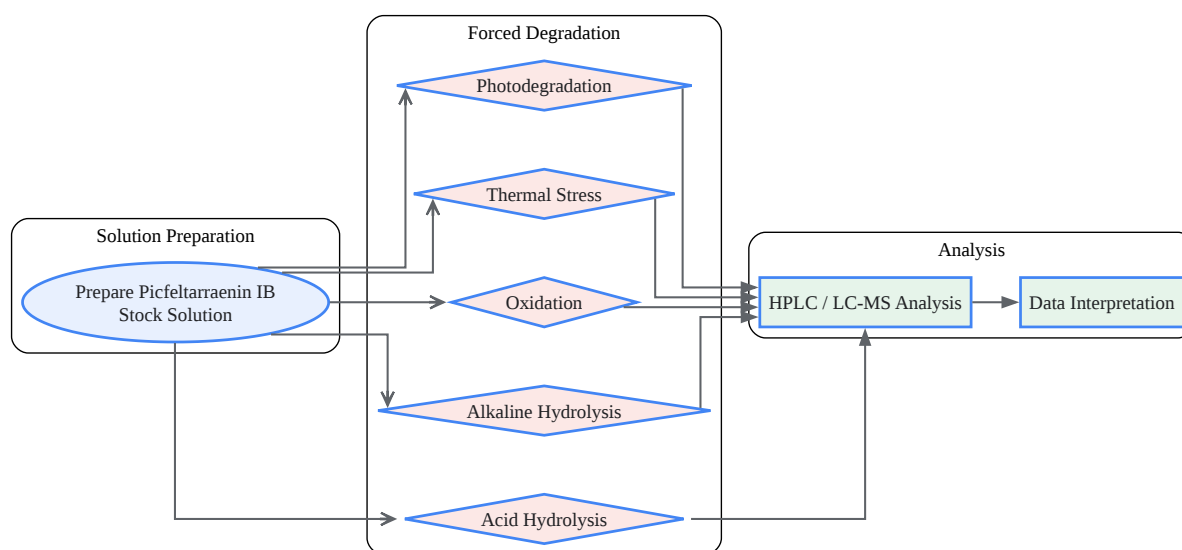 Forced Degradation
Photodegradation
Thermal Stress
Solution Preparation
Prepare Picfeltarraenin IB
Stock Solution
Oxidation
Alkaline Hydrolysis
Acid Hydrolysis
Analysis
HPLC / LC-MS Analysis
Data Interpretation